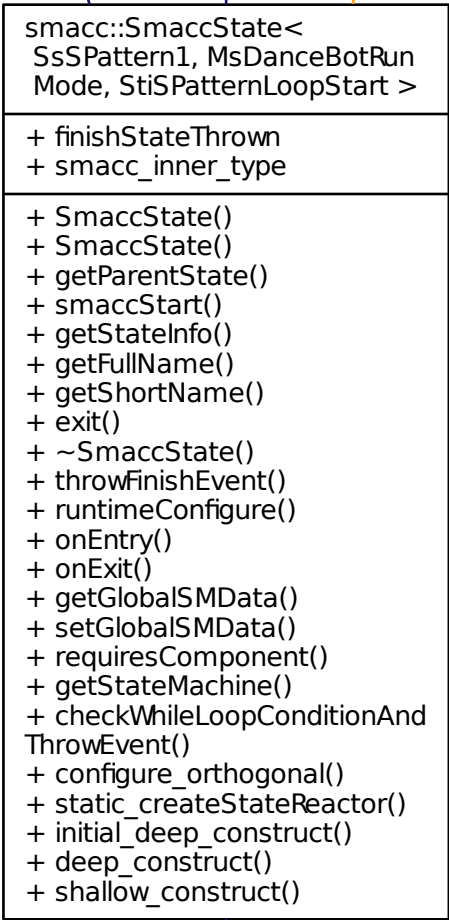 smacc::SmaccState<
SsSPattern1, MsDanceBotRun
Mode, StiSPatternLoopStart >
+ finishStateThrown
+ smacc_inner_type
+ SmaccState()
+ SmaccState()
+ getParentState()
+ smaccStart()
+ getStateInfo()
+ getFullName()
+ getShortName()
+ exit()
+ ~SmaccState()
+ throwFinishEvent()
+ runtimeConfigure()
+ onEntry()
+ onExit()
+ getGlobalSMData()
+ setGlobalSMData()
+ requiresComponent()
+ getStateMachine()
+ checkWhileLoopConditionAnd
ThrowEvent()
+ configure_orthogonal()
+ static_createStateReactor()
+ initial_deep_construct()
+ deep_construct()
+ shallow_construct()